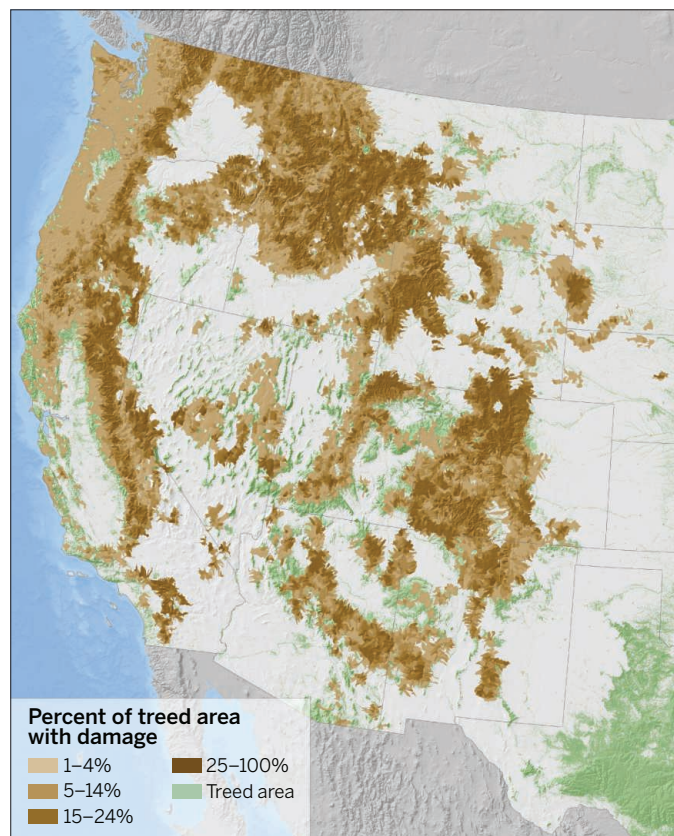 Percent of treed area
with damage
1–4%
5–14%
15–24%
25–100%
Treed area